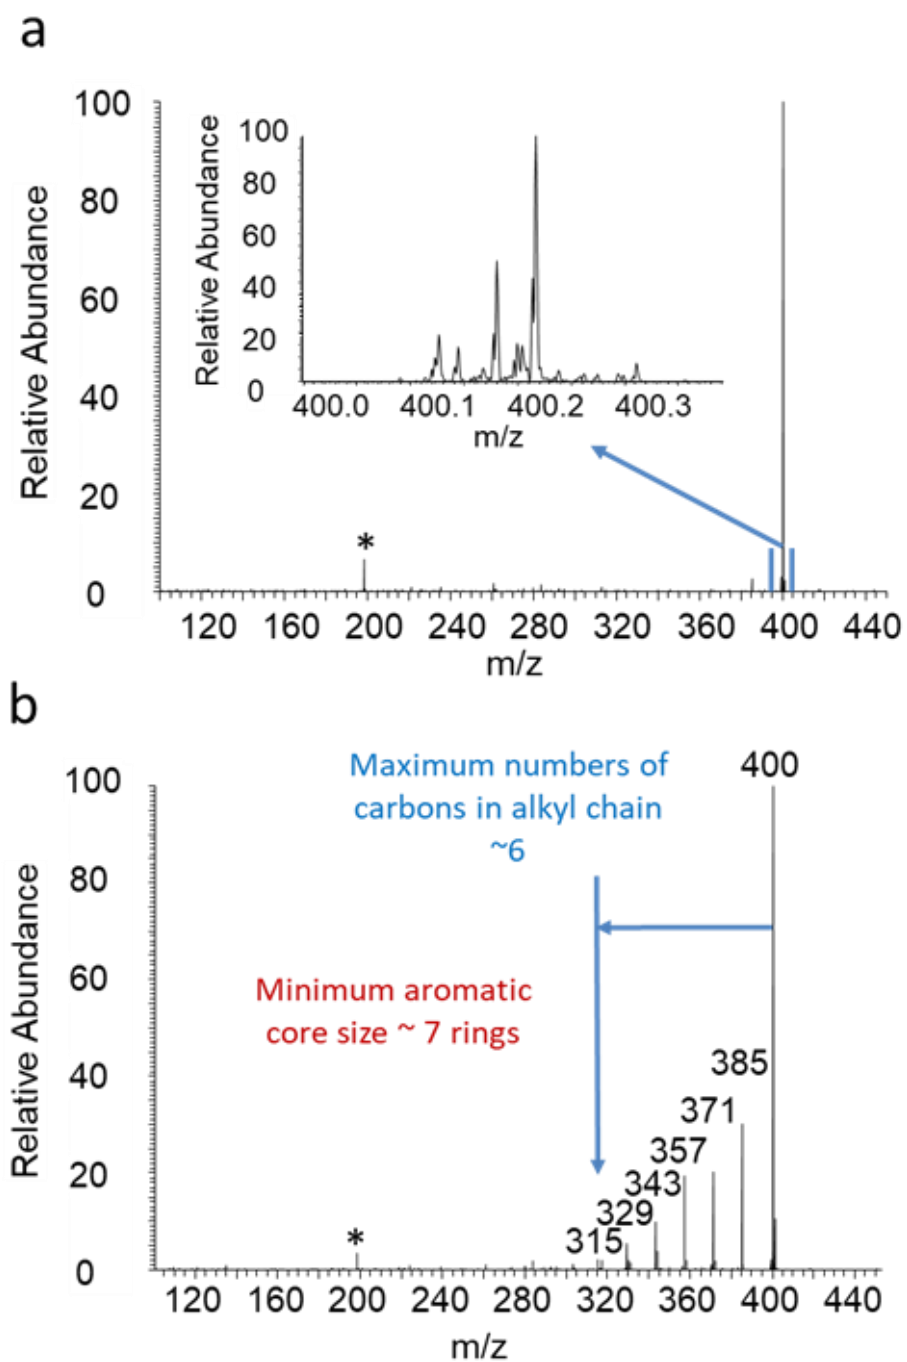 a
Relative Abundance
100
80
60
40
20
0
Relative Abundance
100
80
60
40
20
0
400.0 400.1 400.2 400.3
m/z
*
120 160 200 240 280 320 360 400 440
m/z
b
Relative Abundance
100
80
60
40
20
0
Maximum numbers of
carbons in alkyl chain
~6
Minimum aromatic
core size ~ 7 rings
400
385
371
357
343
329
315
*
120 160 200 240 280 320 360 400 440
m/z